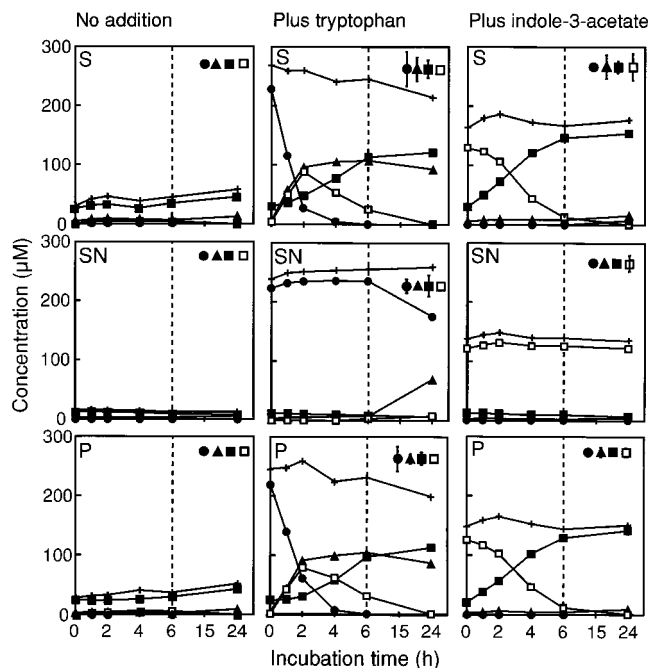 No addition Plus tryptophan Plus indole-3-acetate
300 S S S
200
100
0
300 SN SN SN
200
100
0
300 P P P
200
100
0
Concentration (µM)
0 2 4 6 15 24 0 2 4 6 15 24 0 2 4 6 15 24
Incubation time (h)